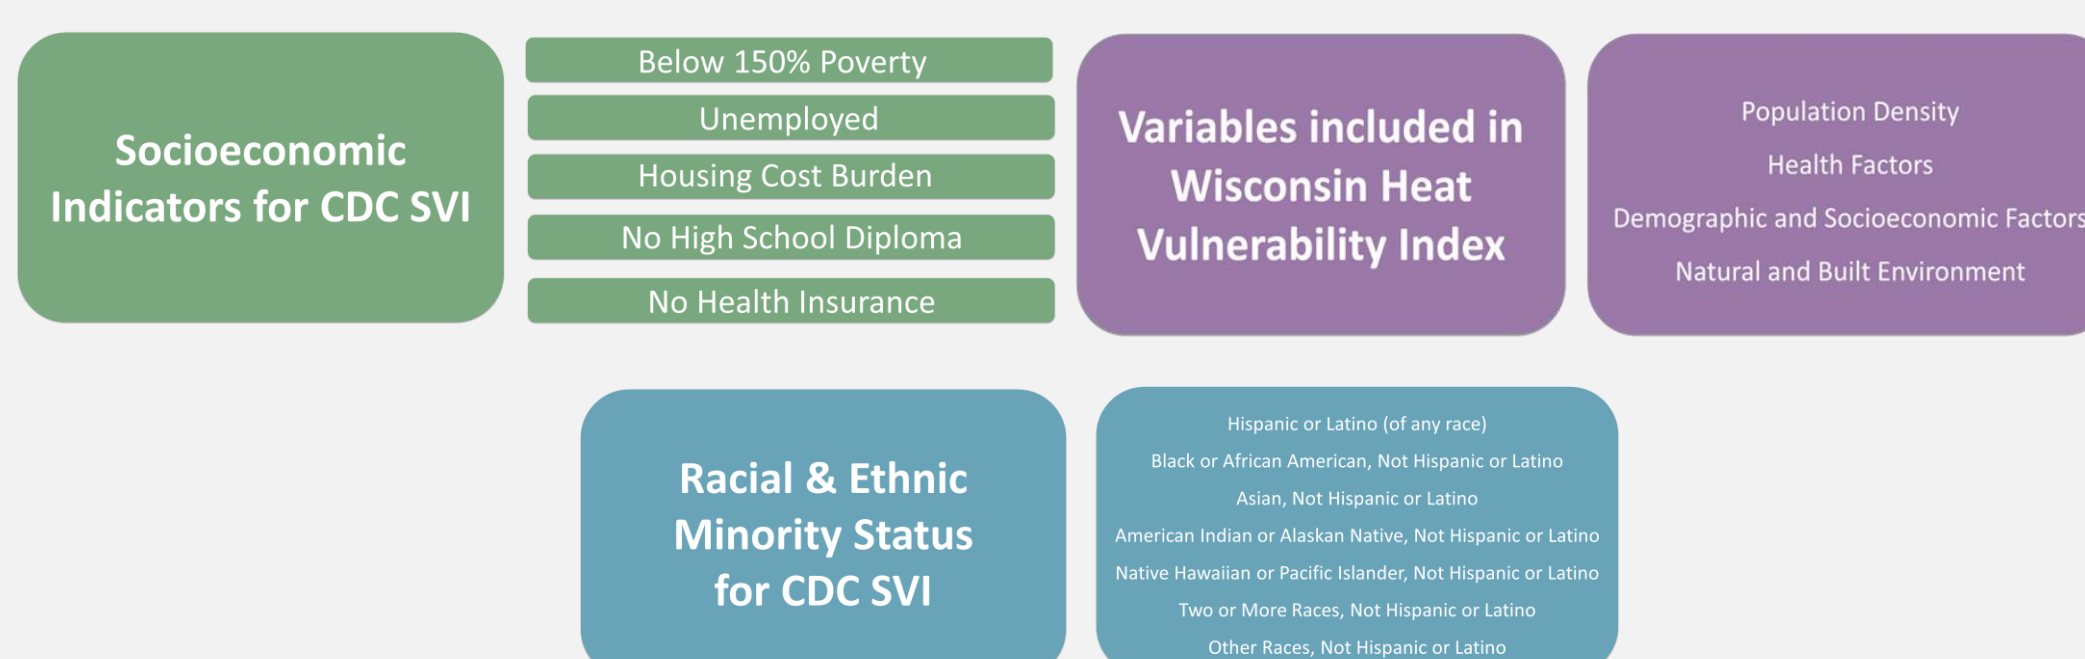 Socioeconomic
Indicators for CDC SVI
Below 150% Poverty
Unemployed
Housing Cost Burden
No High School Diploma
No Health Insurance
Variables included in
Wisconsin Heat
Vulnerability Index
Population Density
Health Factors
Demographic and Socioeconomic Factors
Natural and Built Environment
Racial & Ethnic
Minority Status
for CDC SVI
Hispanic or Latino (of any race)
Black or African American, Not Hispanic or Latino
Asian, Not Hispanic or Latino
American Indian or Alaskan Native, Not Hispanic or Latino
Native Hawaiian or Pacific Islander, Not Hispanic or Latino
Two or More Races, Not Hispanic or Latino
Other Races, Not Hispanic or Latino